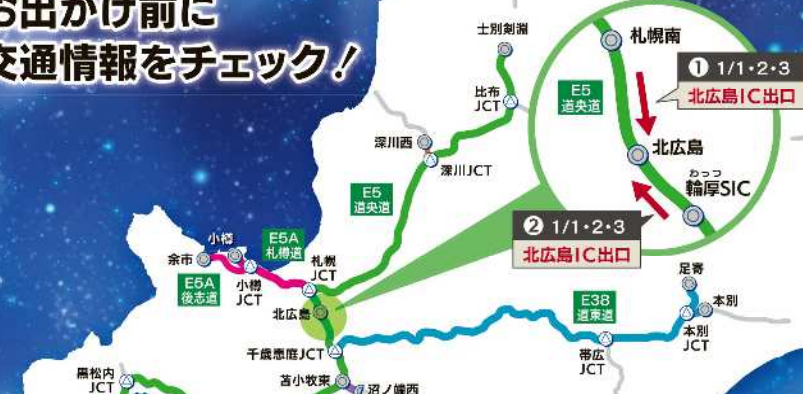 お出かけ前に
交通情報をチェック！
士別剣淵
比布
JCT
深川西
深川JCT
E5
道央道
小樽
余市
E5A
札樽道
E5A
後志道
小樽
JCT
札幌
JCT
北広島
千歳恵庭JCT
苫小牧東
沼ノ端西
黒松内
JCT
E38
道東道
帯広
JCT
足寄
本別
本別
JCT
札幌南
E5
道央道
❶ 1/1・2・3
北広島IC出口
北広島
わっつ
輪厚SIC
❷ 1/1・2・3
北広島IC出口